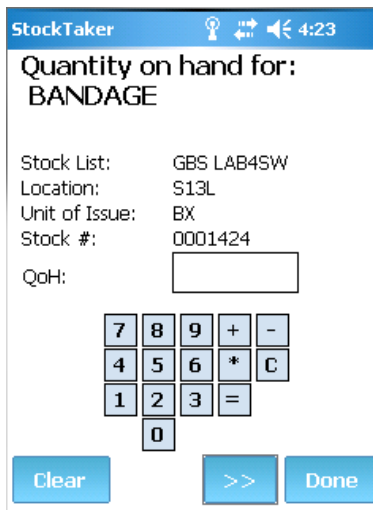 StockTaker 4:23
Quantity on hand for:
BANDAGE
Stock List: GBS LAB4SW
Location: S13L
Unit of Issue: BX
Stock #: 0001424
QoH:
7 8 9 + -
4 5 6 * C
1 2 3 =
0
Clear >> Done